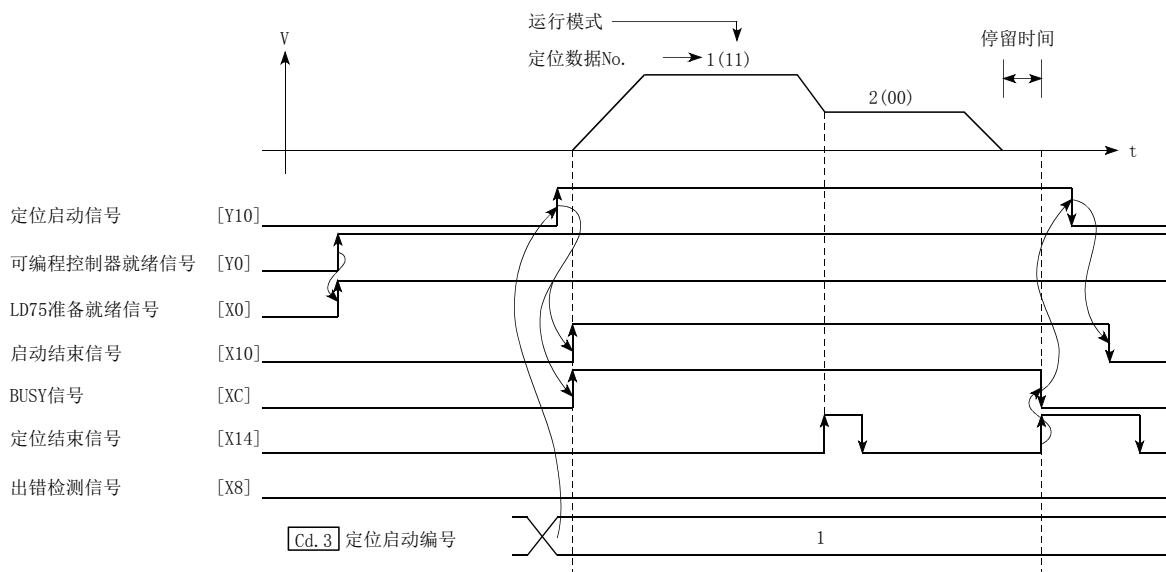 运行模式
V
停留时间
定位数据No.
1(11)
2(00)
t
定位启动信号 [Y10]
可编程控制器就绪信号 [Y0]
LD75准备就绪信号 [X0]
启动结束信号 [X10]
BUSY信号 [XC]
定位结束信号 [X14]
出错检测信号 [X8]
Cd.3 定位启动编号
1